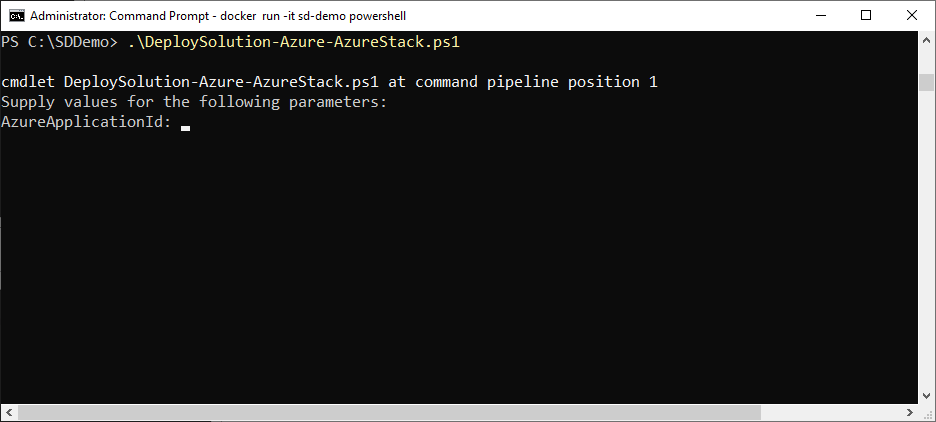 Administrator: Command Prompt - docker  run -it sd-demo powershell
PS C:\SDDemo> .\DeploySolution-Azure-AzureStack.ps1
cmdlet DeploySolution-Azure-AzureStack.ps1 at command pipeline position 1
Supply values for the following parameters:
AzureApplicationId: